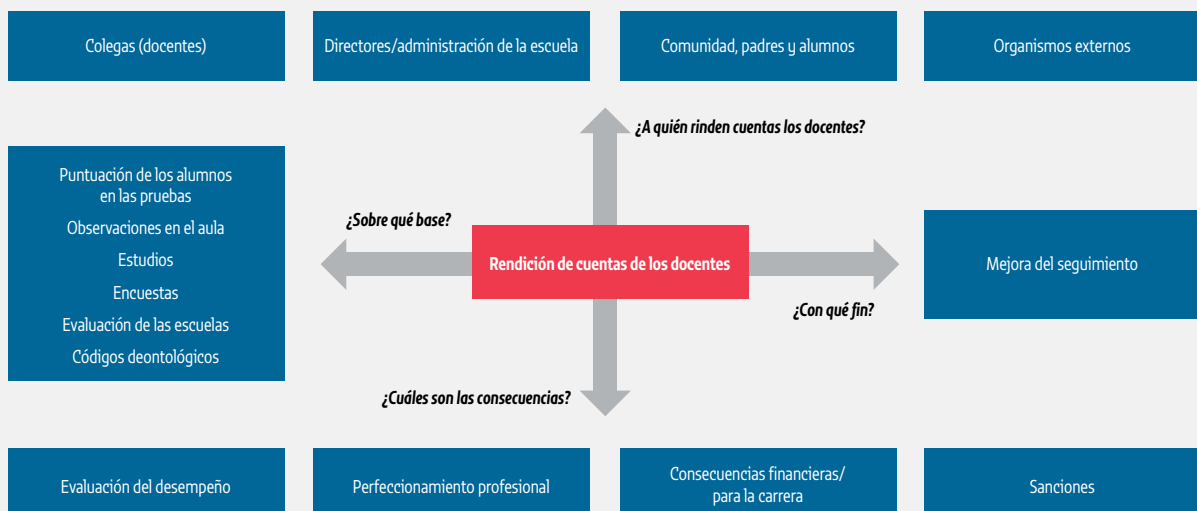 Colegas (docentes)
Directores/administración de la escuela
Comunidad, padres y alumnos
Organismos externos
¿A quién rinden cuentas los docentes?
Puntuación de los alumnos
en las pruebas
Observaciones en el aula
Estudios
Encuestas
Evaluación de las escuelas
Códigos deontológicos
¿Sobre qué base?
Rendición de cuentas de los docentes
¿Con qué fin?
Mejora del seguimiento
¿Cuáles son las consecuencias?
Evaluación del desempeño
Perfeccionamiento profesional
Consecuencias financieras/
para la carrera
Sanciones